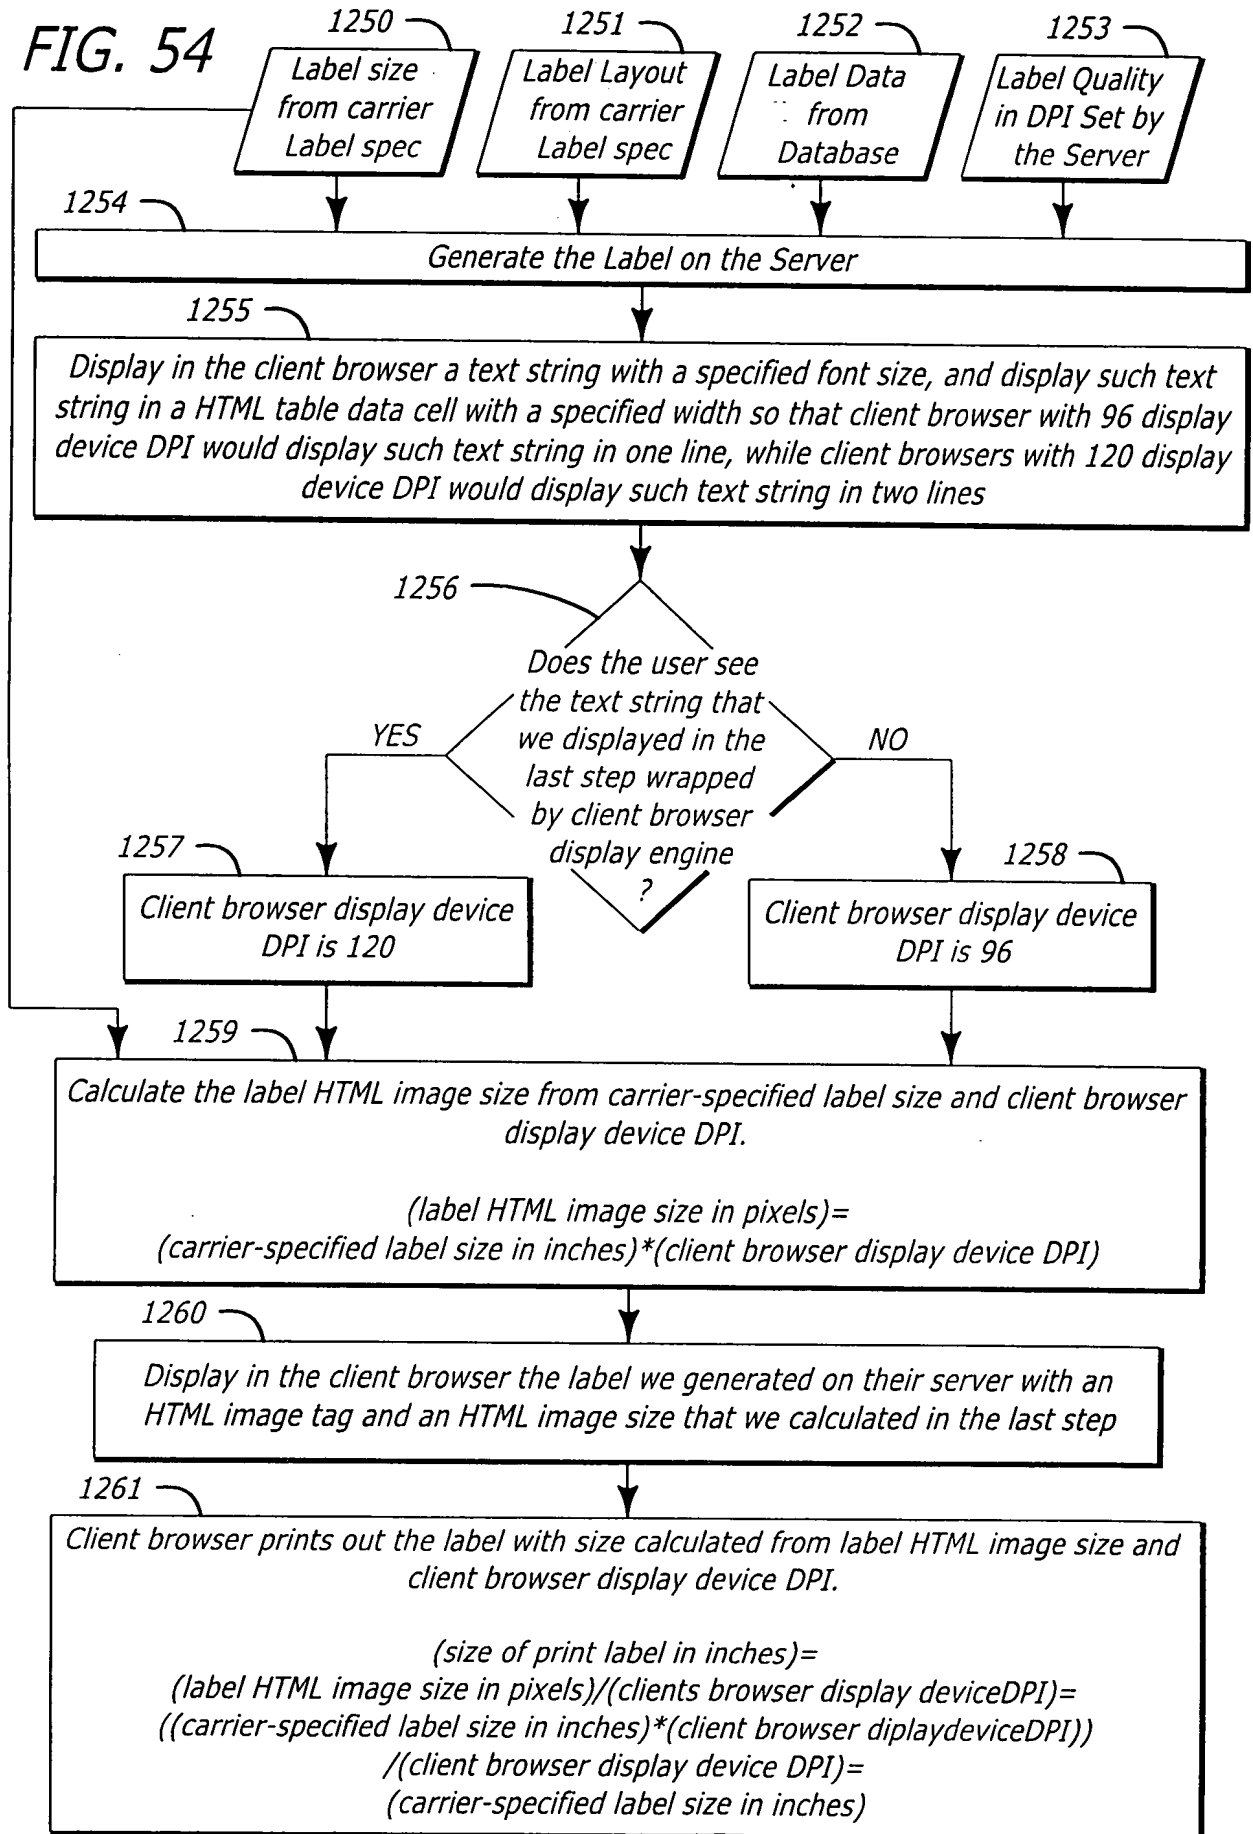 FIG. 54
1250
1251
1252
1253
Label size
from carrier
Label spec
Label Layout
from carrier
Label spec
Label Data
from
Database
Label Quality
in DPI Set by
the Server
1254
Generate the Label on the Server
1255
Display in the client browser a text string with a specified font size, and display such text
string in a HTML table data cell with a specified width so that client browser with 96 display
device DPI would display such text string in one line, while client browsers with 120 display
device DPI would display such text string in two lines
1256
Does the user see
the text string that
we displayed in the
last step wrapped
by client browser
display engine
?
YES
NO
1257
Client browser display device
DPI is 120
1258
Client browser display device
DPI is 96
1259
Calculate the label HTML image size from carrier-specified label size and client browser
display device DPI.
(label HTML image size in pixels)=
(carrier-specified label size in inches)*(client browser display device DPI)
1260
Display in the client browser the label we generated on their server with an
HTML image tag and an HTML image size that we calculated in the last step
1261
Client browser prints out the label with size calculated from label HTML image size and
client browser display device DPI.
(size of print label in inches)=
(label HTML image size in pixels)/(clients browser display deviceDPI)=
((carrier-specified label size in inches)*(client browser diplaydeviceDPI))
/(client browser display device DPI)=
(carrier-specified label size in inches)